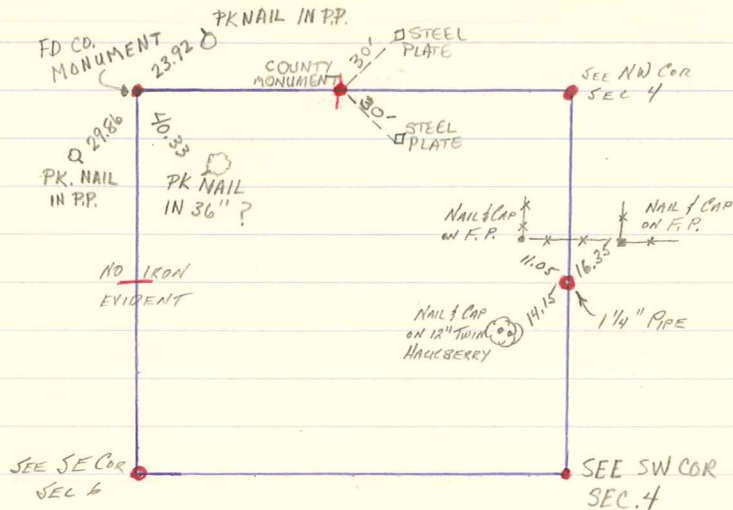 PK NAIL IN P.P.
FD CO.
MONUMENT
23.92
COUNTY
MONUMENT
30'
STEEL
PLATE
30'
STEEL
PLATE
SEE NW COR
SEC 4
29.86
PK. NAIL
IN P.P.
40.33
PK NAIL
IN 36" ?
NAIL & CAP
ON F.P.
NAIL & CAP
ON F.P.
11.05
16.35
NO IRON
EVIDENT
NAIL & CAP
ON 12" TWIN
HACKBERRY
14.15
1 1/4" PIPE
SEE SE COR
SEC 6
SEE SW COR
SEC. 4